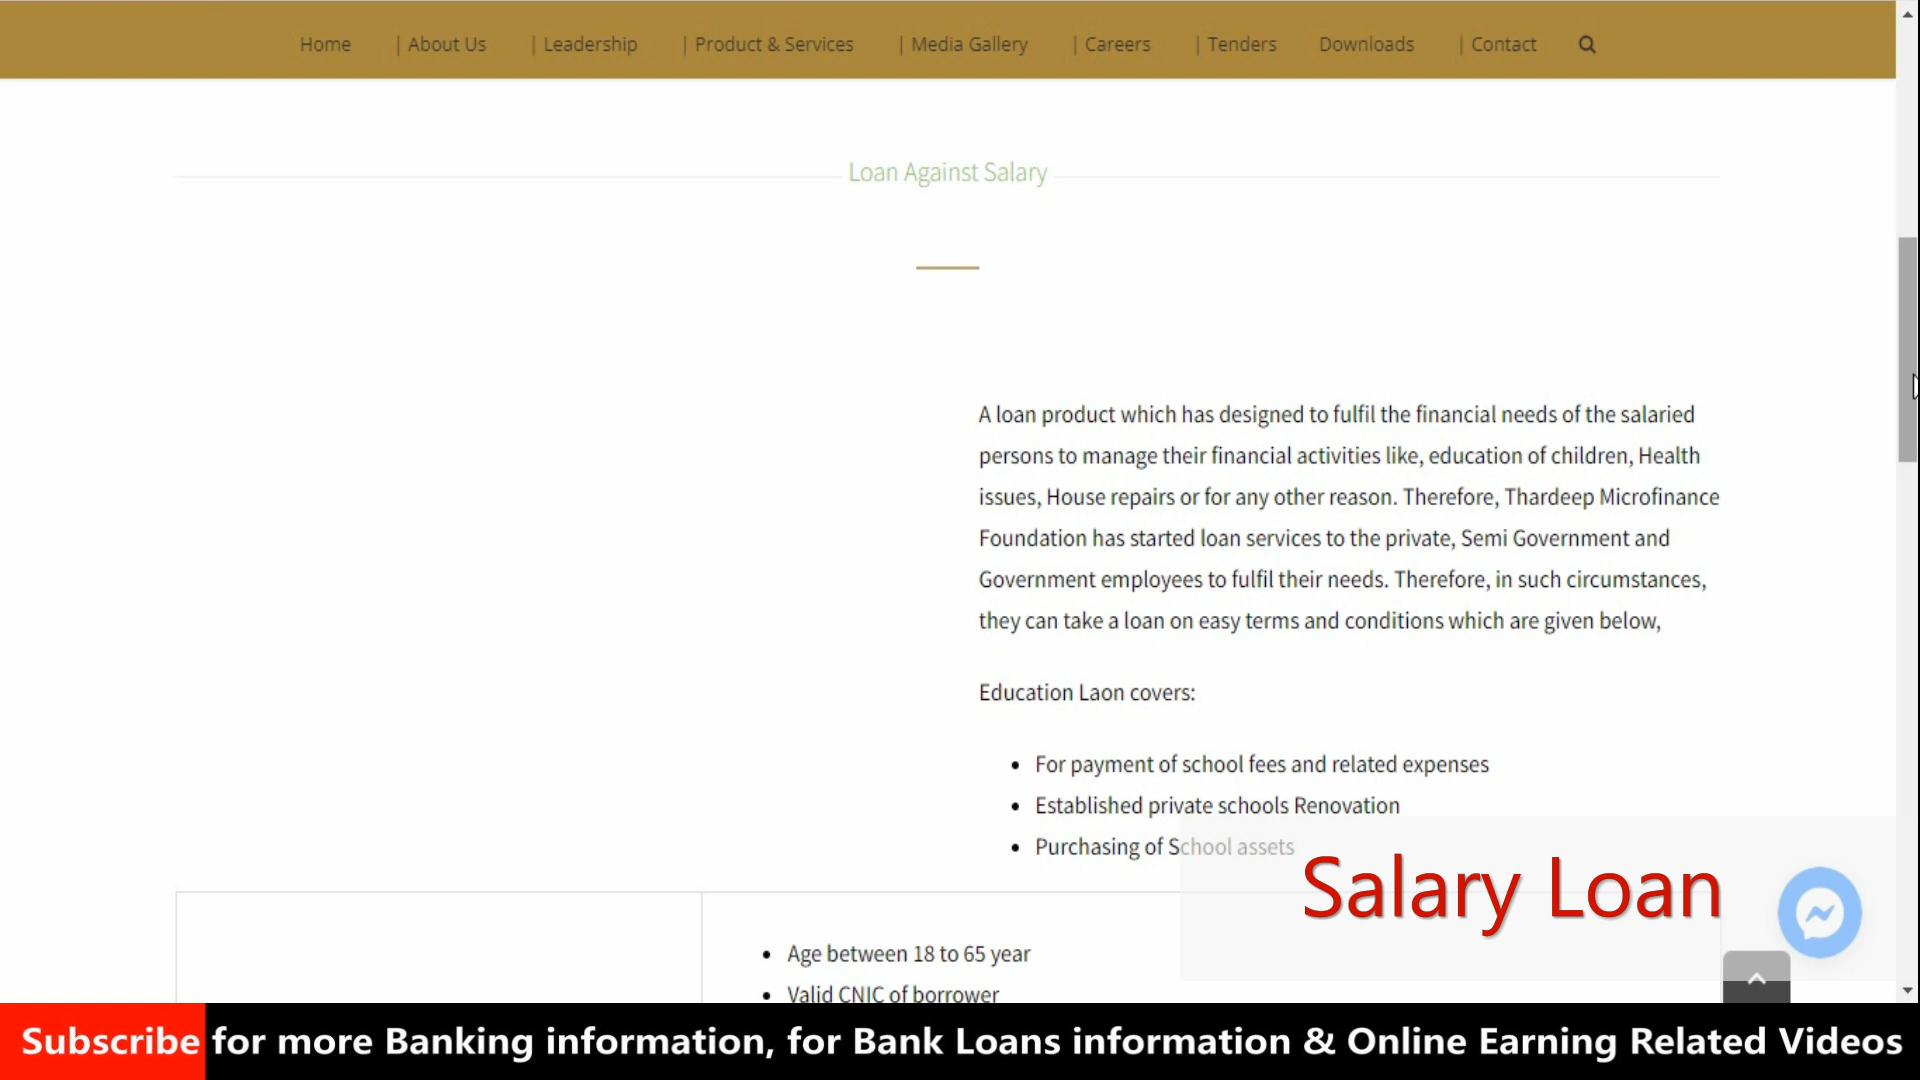 Home | About Us | Leadership | Product & Services | Media Gallery | Careers | Tenders Downloads | Contact
Loan Against Salary
A loan product which has designed to fulfil the financial needs of the salaried
persons to manage their financial activities like, education of children, Health
issues, House repairs or for any other reason. Therefore, Thardeep Microfinance
Foundation has started loan services to the private, Semi Government and
Government employees to fulfil their needs. Therefore, in such circumstances,
they can take a loan on easy terms and conditions which are given below,
Education Laon covers:
• For payment of school fees and related expenses
• Established private schools Renovation
• Purchasing of School assets
Salary Loan
• Age between 18 to 65 year
• Valid CNIC of borrower
Subscribe for more Banking information, for Bank Loans information & Online Earning Related Videos